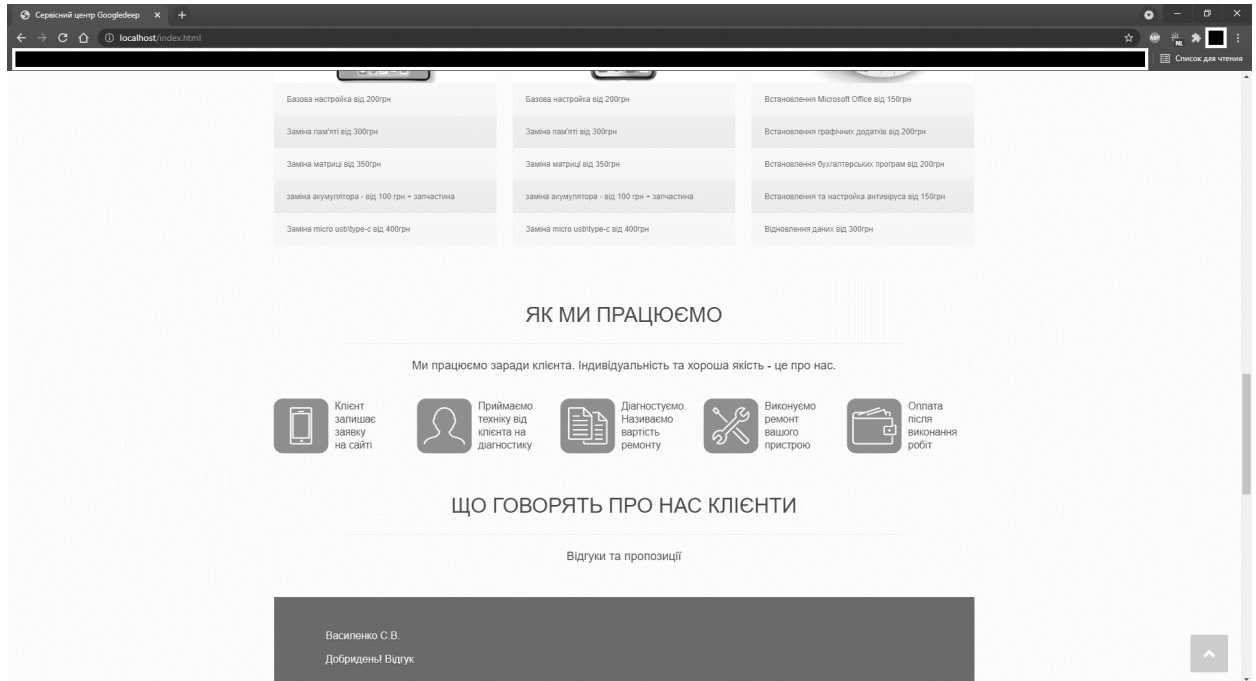 Сервісний центр Googledeep
localhost/index.html
ABP
NL
Список для чтения
Базова настройка від 200грн
Заміна пам'яті від 300грн
Заміна матриці від 350грн
заміна акумулятора - від 100 грн + запчастина
Заміна micro usb\type-c від 400грн
Базова настройка від 200грн
Заміна пам'яті від 300грн
Заміна матриці від 350грн
заміна акумулятора - від 100 грн + запчастина
Заміна micro usb\type-c від 400грн
Встановлення Microsoft Office від 150грн
Встановлення графічних додатків від 200грн
Встановлення бухгалтерських програм від 200грн
Встановлення та настройка антивіруса від 150грн
Відновлення даних від 300грн
ЯК МИ ПРАЦЮЄМО
Ми працюємо заради клієнта. Індивідуальність та хороша якість - це про нас.
Клієнт
залишає
заявку
на сайті
Приймаємо
техніку від
клієнта на
діагностику
Діагностуємо.
Називаємо
вартість
ремонту
Виконуємо
ремонт
вашого
пристрою
Оплата
після
виконання
робіт
ЩО ГОВОРЯТЬ ПРО НАС КЛІЄНТИ
Відгуки та пропозиції
Василенко С.В.
Добридень! Відгук